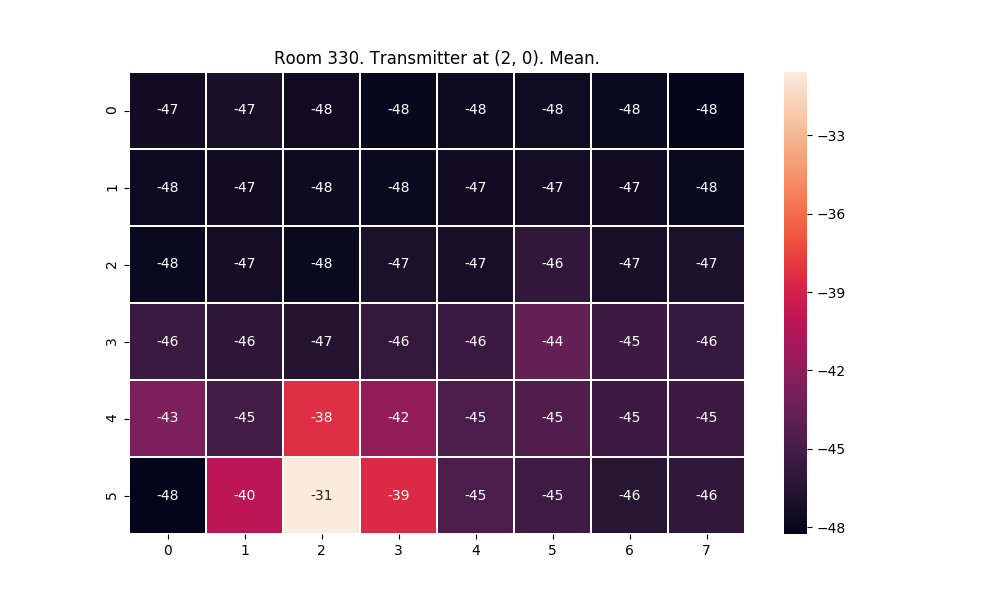 Room 330. Transmitter at (2, 0). Mean.
0 -47 -47 -48 -48 -48 -48 -48 -48
1 -48 -47 -48 -48 -47 -47 -47 -48
2 -48 -47 -48 -47 -47 -46 -47 -47
3 -46 -46 -47 -46 -46 -44 -45 -46
4 -43 -45 -38 -42 -45 -45 -45 -45
5 -48 -40 -31 -39 -45 -45 -46 -46
0 1 2 3 4 5 6 7
−33
−36
−39
−42
−45
−48